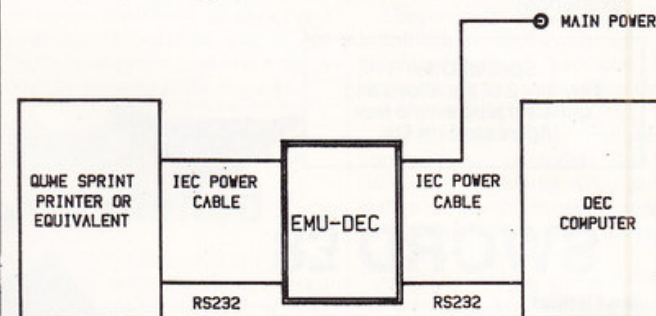 MAIN POWER
QUME SPRINT
PRINTER OR
EQUIVALENT
IEC POWER
CABLE
EMU-DEC
IEC POWER
CABLE
DEC
COMPUTER
RS232
RS232